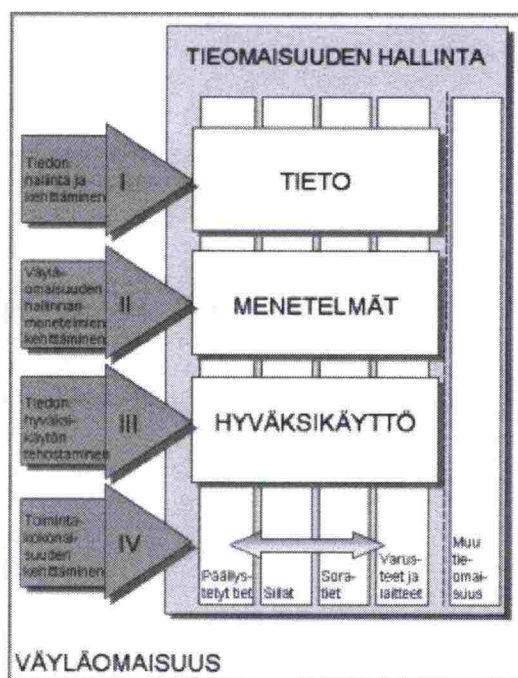 TIEOMAISUUDEN HALLINTA
Tiedon
hallinta ja
kehittäminen
I
TIETO
Väylä-
omaisuuden
hallinnan
menetelmien
kehittäminen
II
MENETELMÄT
Tiedon
hyväksi-
käytön
tehostaminen
III
HYVÄKSIKÄYTTÖ
Toiminta-
kokonai-
suuden
kehittäminen
IV
Päällys-
tetyt tiet
Sillat
Sora-
tiet
Varus-
teet ja
laitteet
Muu
tie-
omai-
suus
VÄYLÄOMAISUUS